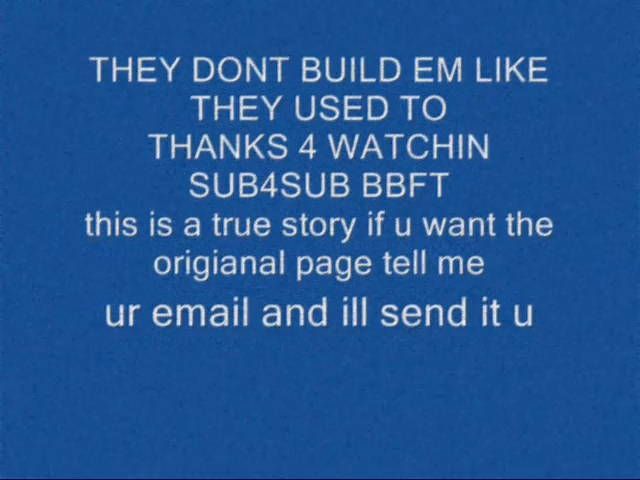 THEY DONT BUILD EM LIKE
THEY USED TO
THANKS 4 WATCHIN
SUB4SUB BBFT
this is a true story if u want the
origianal page tell me
ur email and ill send it u